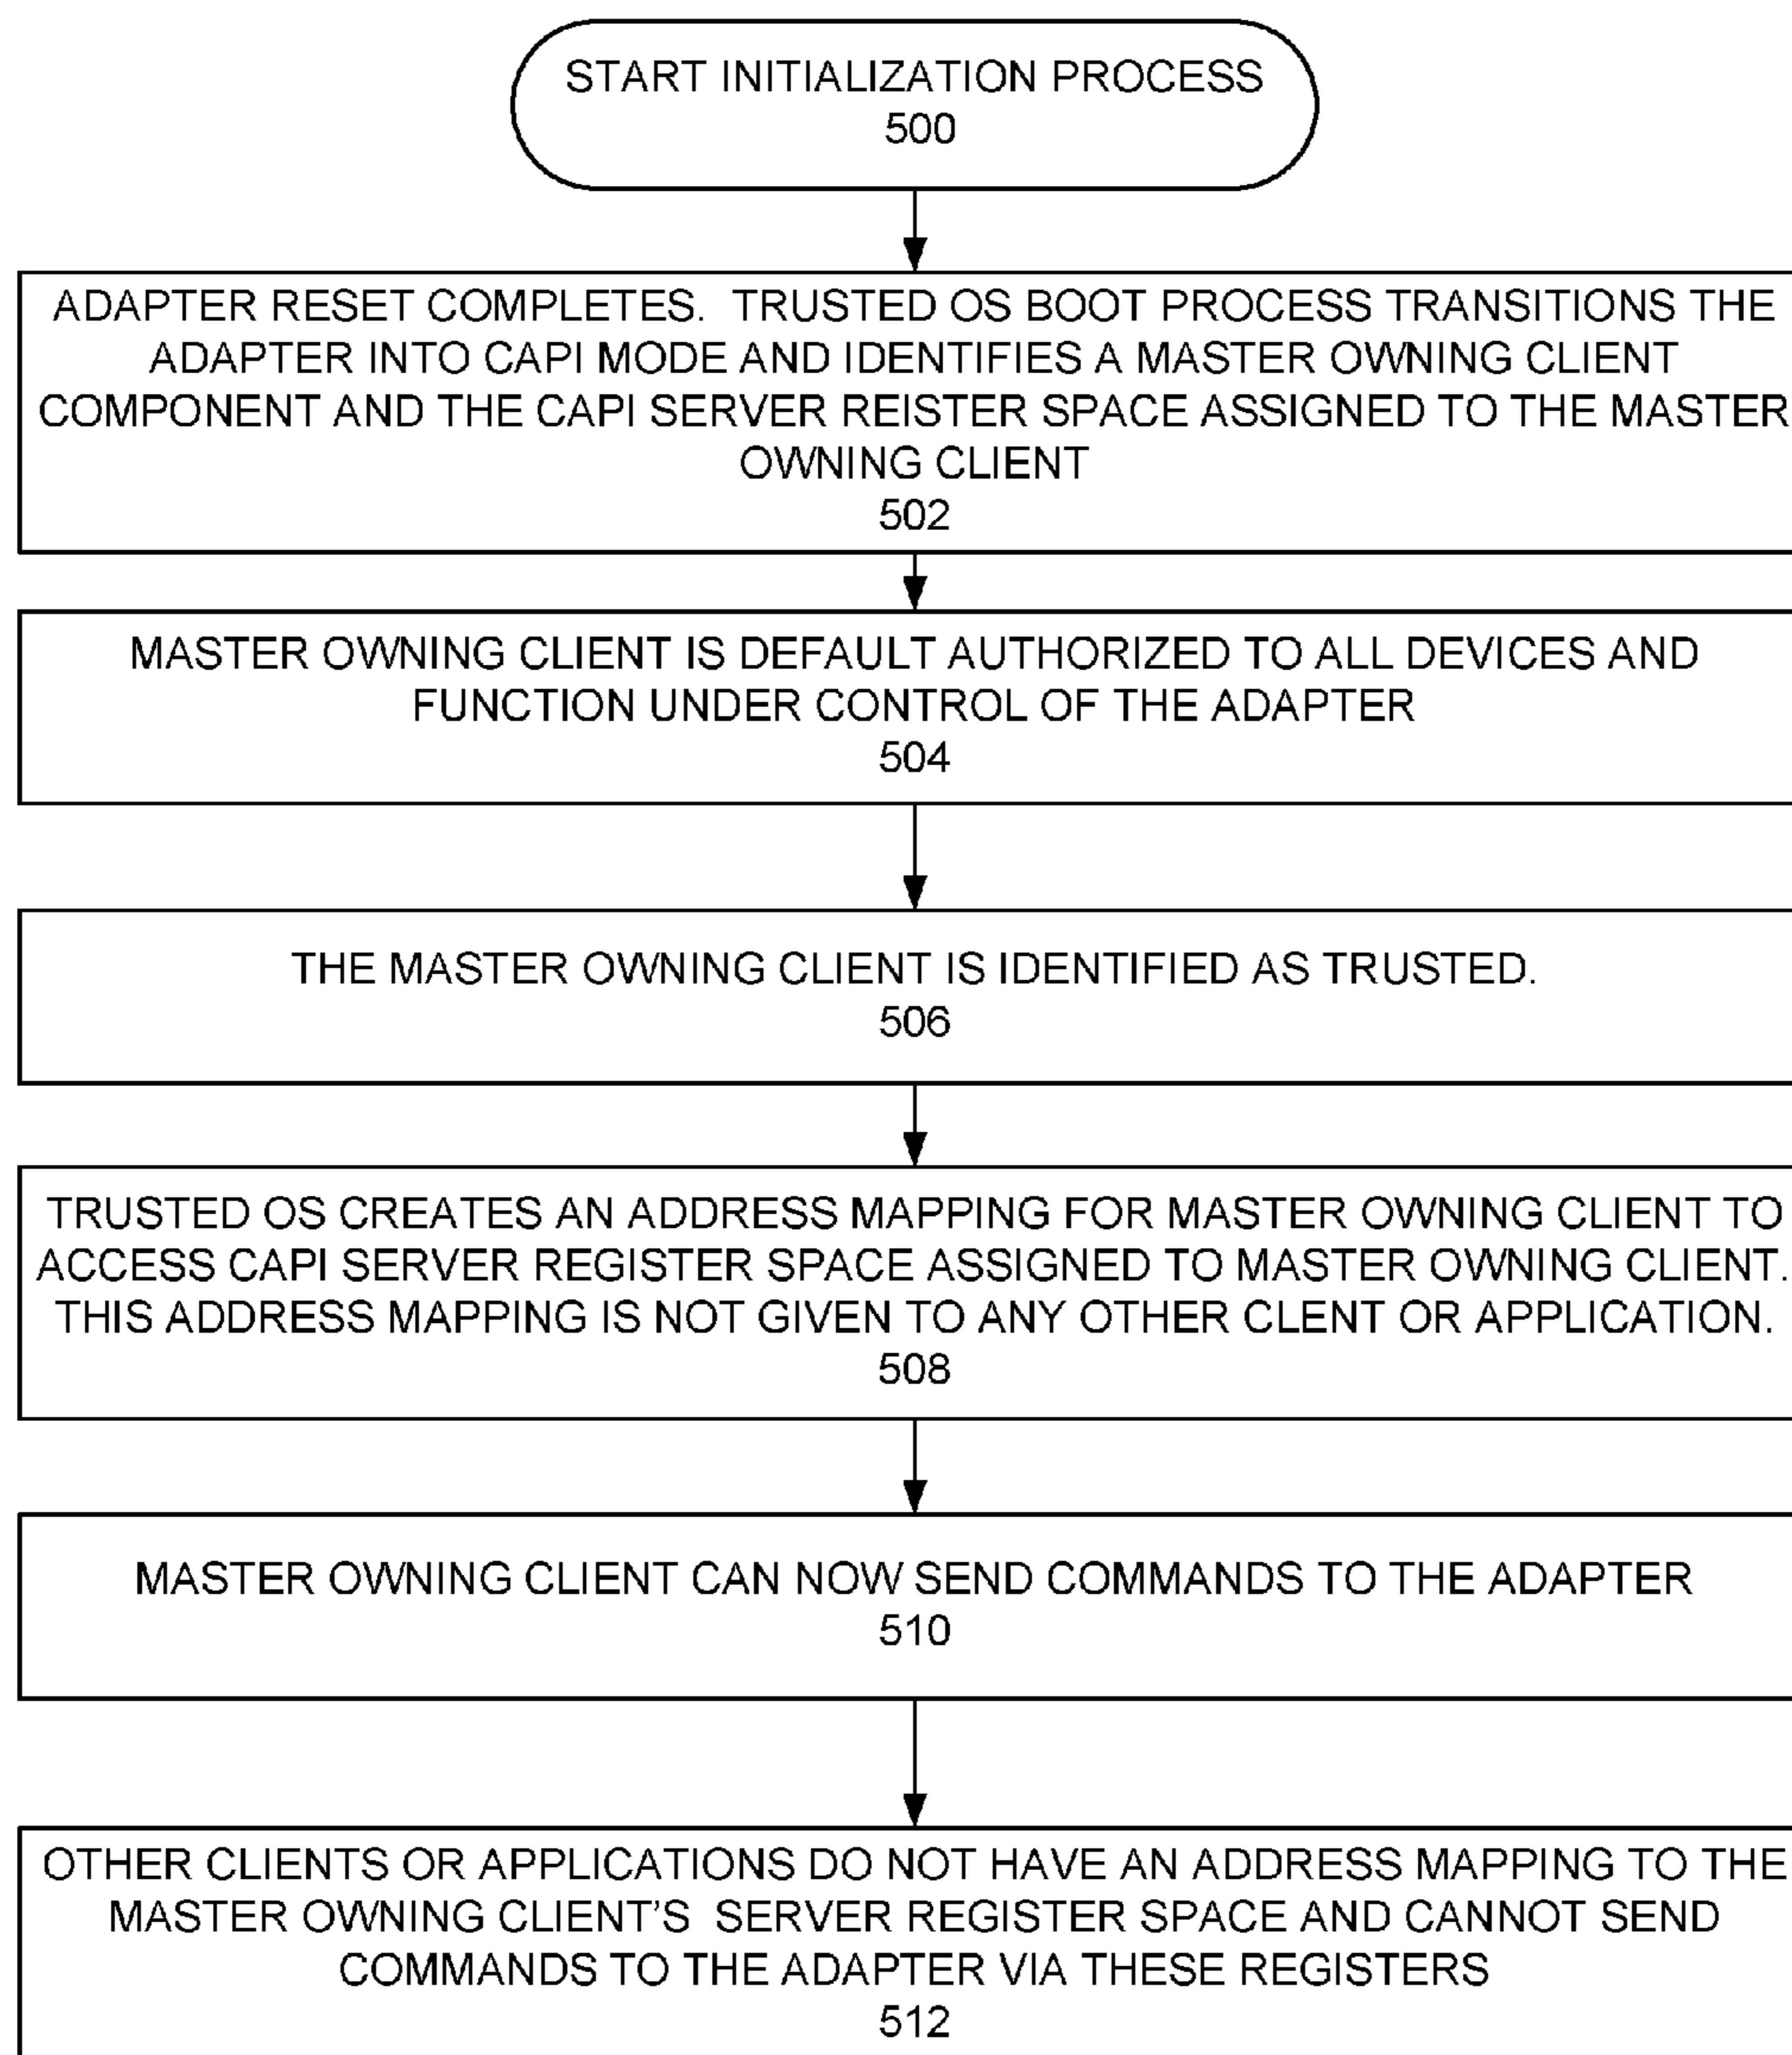 START INITIALIZATION PROCESS
500
ADAPTER RESET COMPLETES.  TRUSTED OS BOOT PROCESS TRANSITIONS THE
ADAPTER INTO CAPI MODE AND IDENTIFIES A MASTER OWNING CLIENT
COMPONENT AND THE CAPI SERVER REISTER SPACE ASSIGNED TO THE MASTER
OWNING CLIENT
502
MASTER OWNING CLIENT IS DEFAULT AUTHORIZED TO ALL DEVICES AND
FUNCTION UNDER CONTROL OF THE ADAPTER
504
THE MASTER OWNING CLIENT IS IDENTIFIED AS TRUSTED.
506
TRUSTED OS CREATES AN ADDRESS MAPPING FOR MASTER OWNING CLIENT TO
ACCESS CAPI SERVER REGISTER SPACE ASSIGNED TO MASTER OWNING CLIENT.
THIS ADDRESS MAPPING IS NOT GIVEN TO ANY OTHER CLENT OR APPLICATION.
508
MASTER OWNING CLIENT CAN NOW SEND COMMANDS TO THE ADAPTER
510
OTHER CLIENTS OR APPLICATIONS DO NOT HAVE AN ADDRESS MAPPING TO THE
MASTER OWNING CLIENT’S  SERVER REGISTER SPACE AND CANNOT SEND
COMMANDS TO THE ADAPTER VIA THESE REGISTERS
512